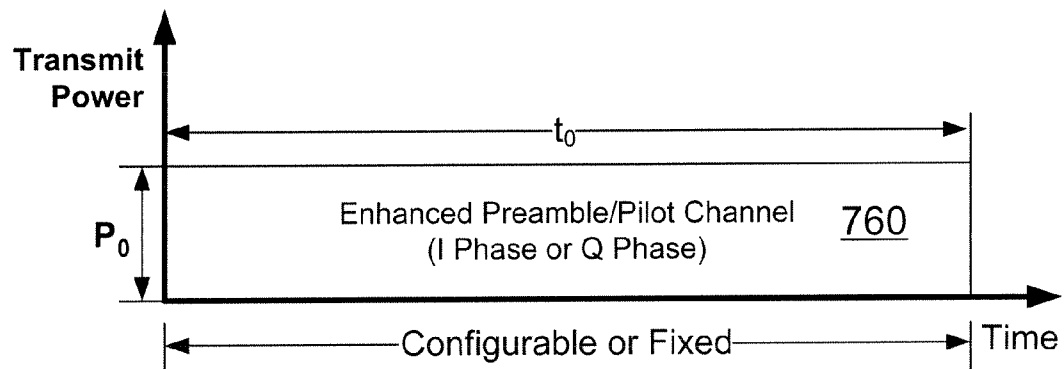 Transmit
Power
t₀
P₀
Enhanced Preamble/Pilot Channel
(I Phase or Q Phase)
760
Time
Configurable or Fixed